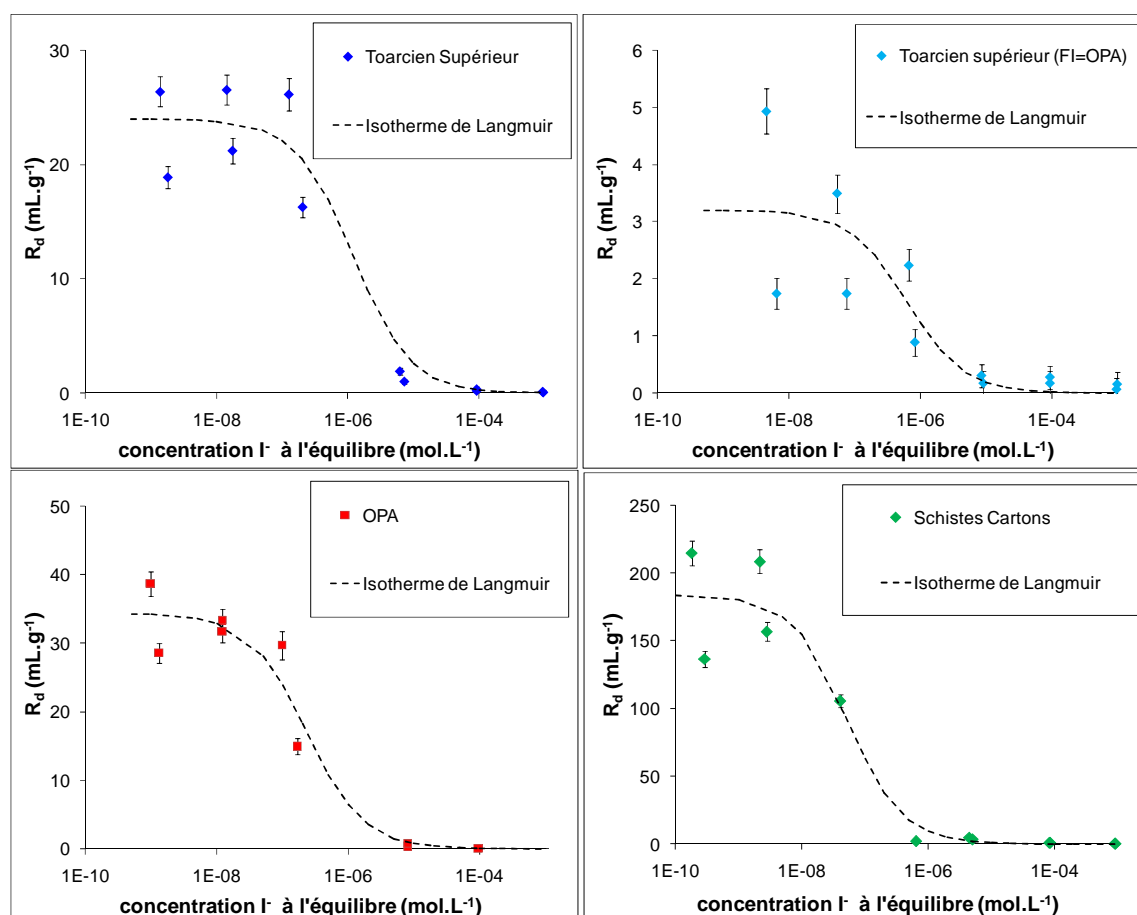 30
20
10
0
1E-10
1E-08
1E-06
1E-04
R_d (mL.g⁻¹)
concentration I⁻ à l'équilibre (mol.L⁻¹)
Toarcien Supérieur
Isotherme de Langmuir
6
5
4
3
2
1
0
1E-10
1E-08
1E-06
1E-04
R_d (mL.g⁻¹)
concentration I⁻ à l'équilibre (mol.L⁻¹)
Toarcien supérieur (FI=OPA)
Isotherme de Langmuir
50
40
30
20
10
0
1E-10
1E-08
1E-06
1E-04
R_d (mL.g⁻¹)
concentration I⁻ à l'équilibre (mol.L⁻¹)
OPA
Isotherme de Langmuir
250
200
150
100
50
0
1E-10
1E-08
1E-06
1E-04
R_d (mL.g⁻¹)
concentration I⁻ à l'équilibre (mol.L⁻¹)
Schistes Cartons
Isotherme de Langmuir